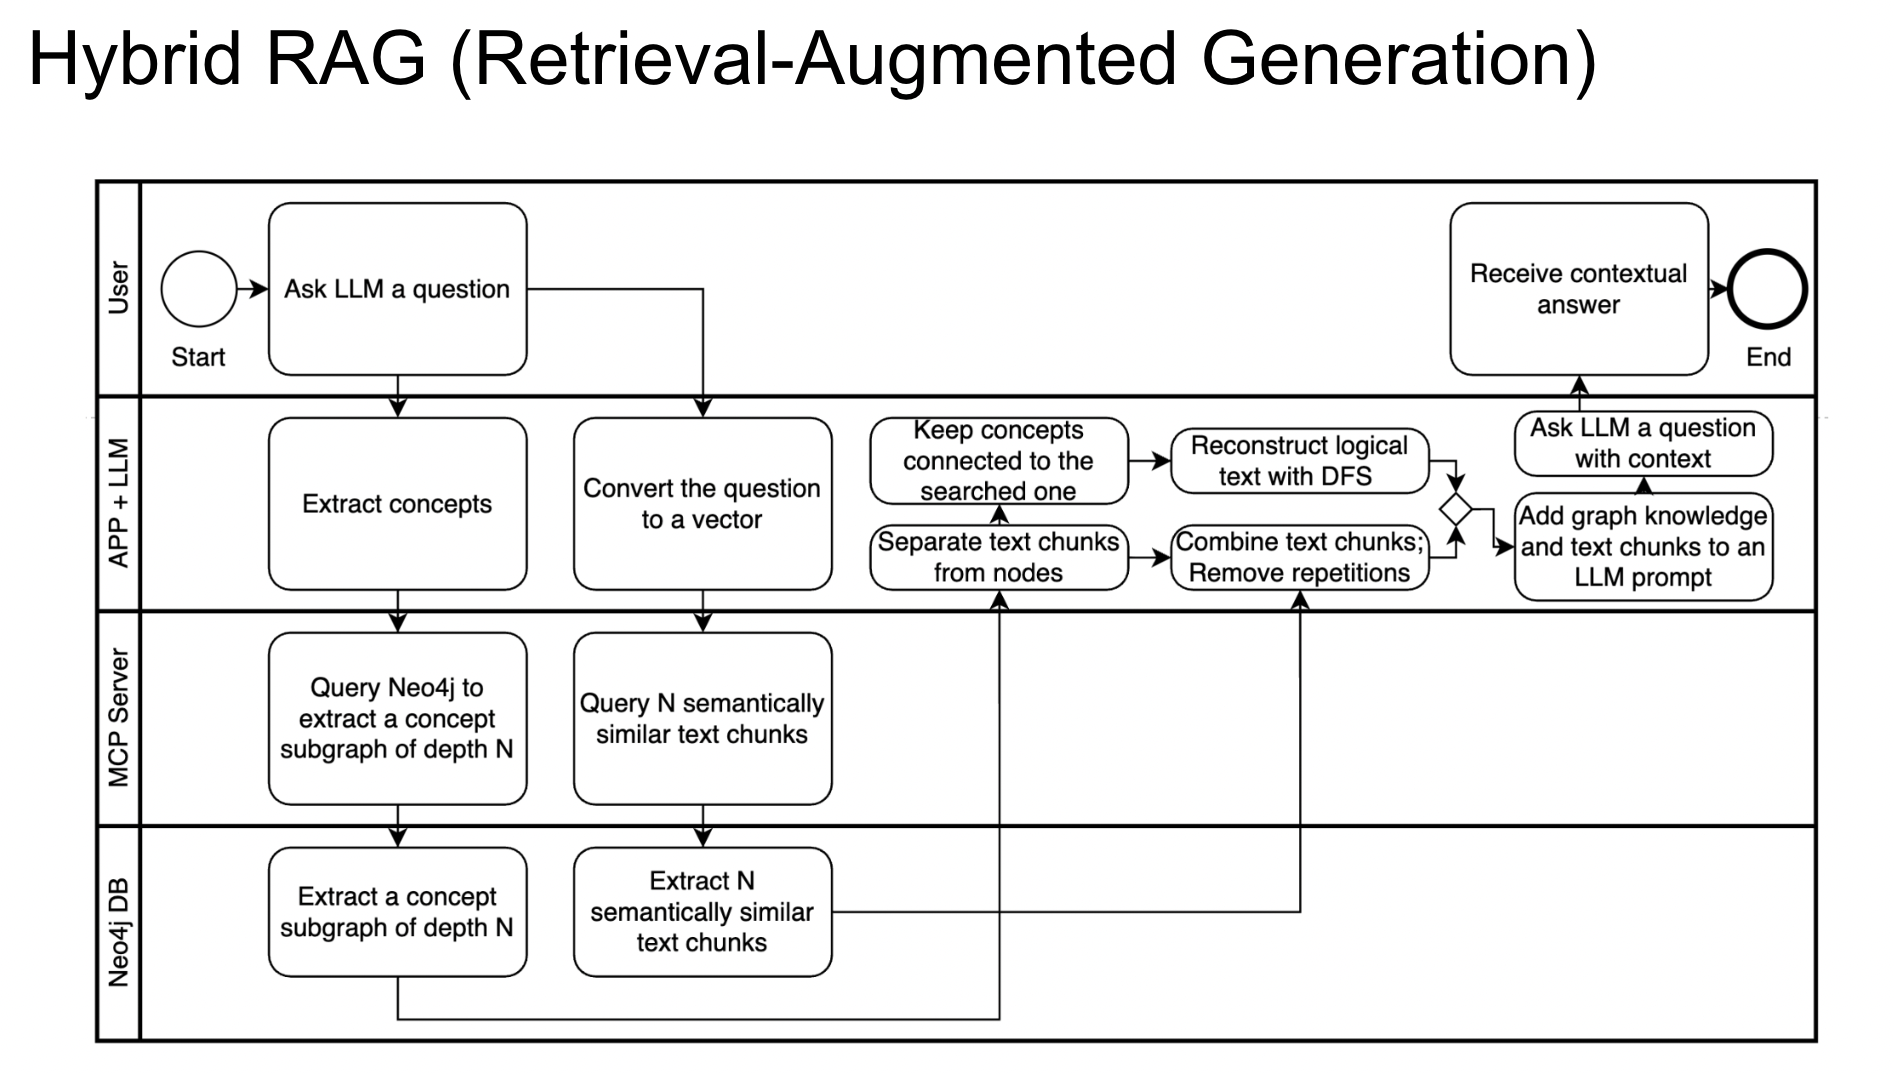 Hybrid RAG (Retrieval-Augmented Generation)
User
Start
Ask LLM a question
Receive contextual
answer
End
APP + LLM
Extract concepts
Convert the question
to a vector
Keep concepts
connected to the
searched one
Reconstruct logical
text with DFS
Separate text chunks
from nodes
Combine text chunks;
Remove repetitions
Ask LLM a question
with context
Add graph knowledge
and text chunks to an
LLM prompt
MCP Server
Query Neo4j to
extract a concept
subgraph of depth N
Query N semantically
similar text chunks
Neo4j DB
Extract a concept
subgraph of depth N
Extract N
semantically similar
text chunks